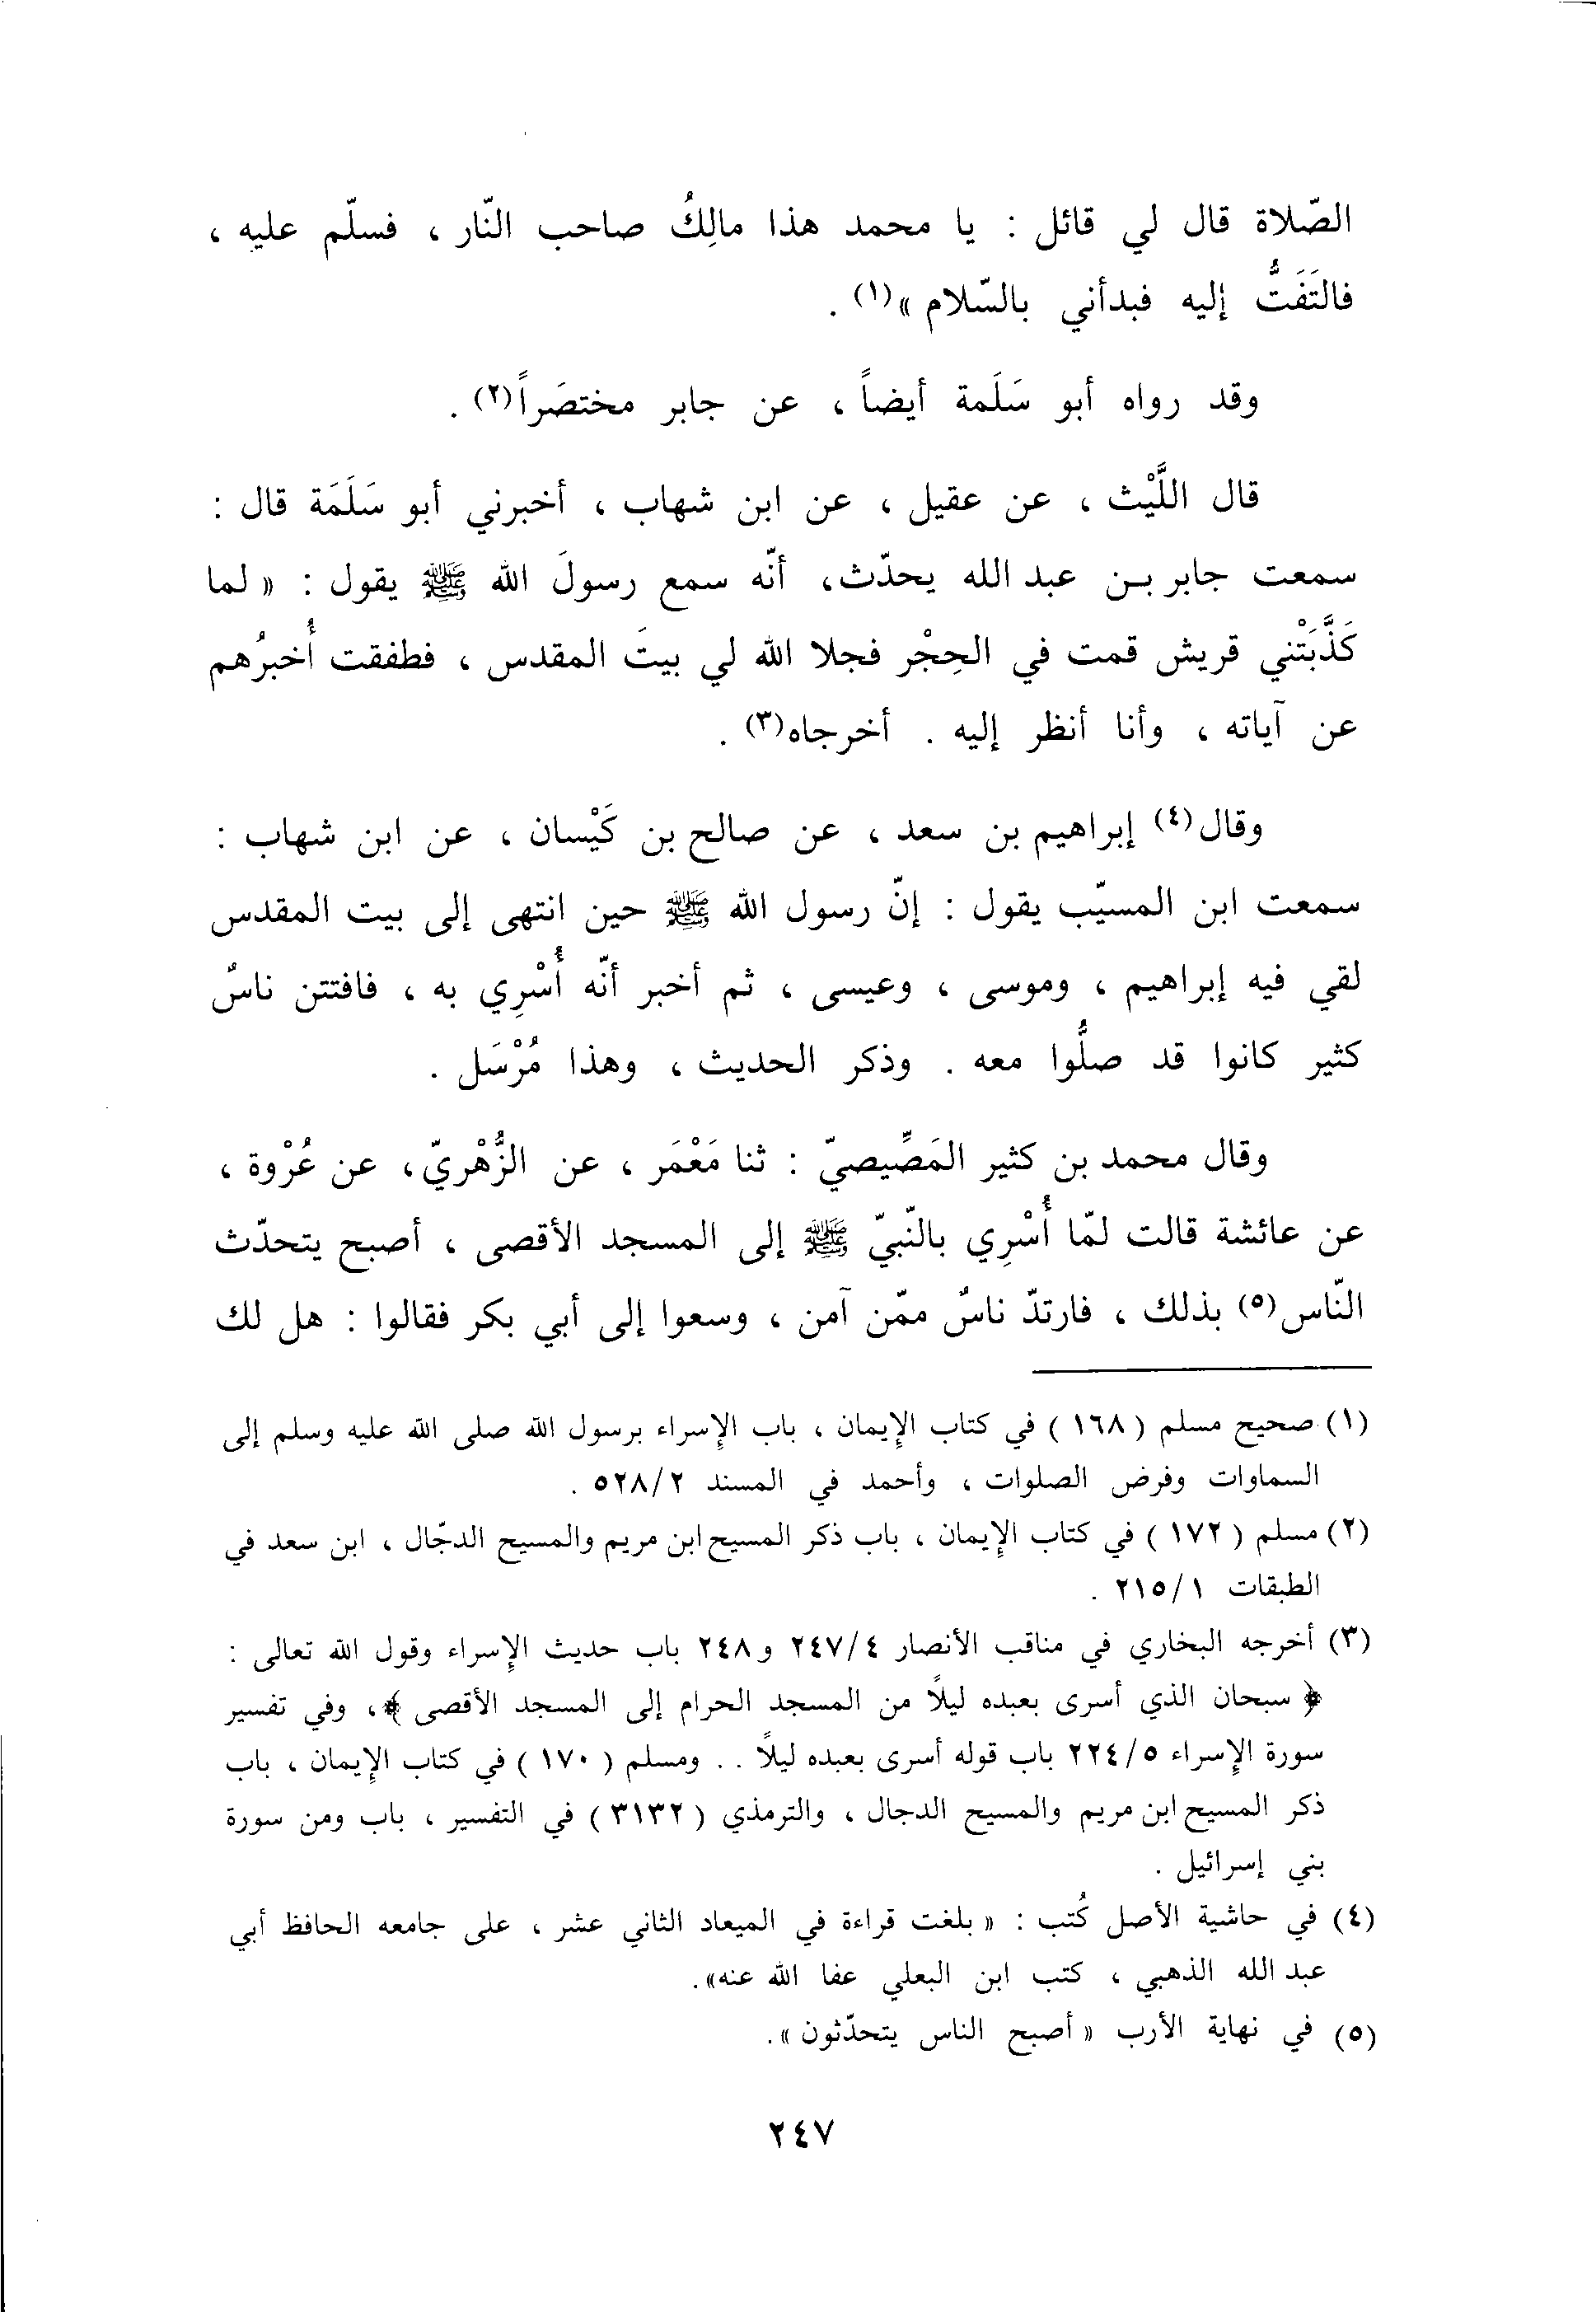 الصّلاة قال لي قائل : يا محمد هذا مالِكُ صاحب النّار ، فسلّم عليه ،
فالتَفَتُّ إليه فبدأني بالسّلام »(١) .
وقد رواه أبو سَلَمة أيضاً ، عن جابر مختصَراً(٢) .
قال اللَّيْث ، عن عقيل ، عن ابن شهاب ، أخبرني أبو سَلَمَة قال :
سمعت جابر بـن عبد الله يحدّث، أنّه سمع رسولَ الله ﷺ يقول : « لما
كَذَّبَتْني قريش قمت في الحِجْر فجلا الله لي بيتَ المقدس ، فطفقت أُخبرُهم
عن آياته ، وأنا أنظر إليه . أخرجاه(٣) .
وقال(٤) إبراهيم بن سعد ، عن صالح بن كَيْسان ، عن ابن شهاب :
سمعت ابن المسيّب يقول : إنّ رسول الله ﷺ حين انتهى إلى بيت المقدس
لقي فيه إبراهيم ، وموسى ، وعيسى ، ثم أخبر أنّه أُسْرِي به ، فافتتن ناسٌ
كثير كانوا قد صلُّوا معه . وذكر الحديث ، وهذا مُرْسَل .
وقال محمد بن كثير المَصِّيصيّ : ثنا مَعْمَر ، عن الزُّهْريّ، عن عُرْوة ،
عن عائشة قالت لمّا أُسْرِي بالنّبيّ ﷺ إلى المسجد الأقصى ، أصبح يتحدّث
النّاس(٥) بذلك ، فارتدّ ناسٌ ممّن آمن ، وسعوا إلى أبي بكر فقالوا : هل لك
(١) صحيح مسلم ( ١٦٨ ) في كتاب الإيمان ، باب الإسراء برسول الله صلى الله عليه وسلم إلى
السماوات وفرض الصلوات ، وأحمد في المسند ٥٢٨/٢ .
(٢) مسلم ( ١٧٢ ) في كتاب الإيمان ، باب ذكر المسيح ابن مريم والمسيح الدجّال ، ابن سعد في
الطبقات ٢١٥/١ .
(٣) أخرجه البخاري في مناقب الأنصار ٢٤٧/٤ و ٢٤٨ باب حديث الإسراء وقول الله تعالى :
﴿ سبحان الذي أسرى بعبده ليلاً من المسجد الحرام إلى المسجد الأقصى ﴾، وفي تفسير
سورة الإسراء ٢٢٤/٥ باب قوله أسرى بعبده ليلاً . . ومسلم ( ١٧٠ ) في كتاب الإيمان ، باب
ذكر المسيح ابن مريم والمسيح الدجال ، والترمذي ( ٣١٣٢ ) في التفسير ، باب ومن سورة
بني إسرائيل .
(٤) في حاشية الأصل كُتب : « بلغت قراءة في الميعاد الثاني عشر ، على جامعه الحافظ أبي
عبد الله الذهبي ، كتب ابن البعلي عفا الله عنه».
(٥) في نهاية الأرب « أصبح الناس يتحدّثون ».
٢٤٧